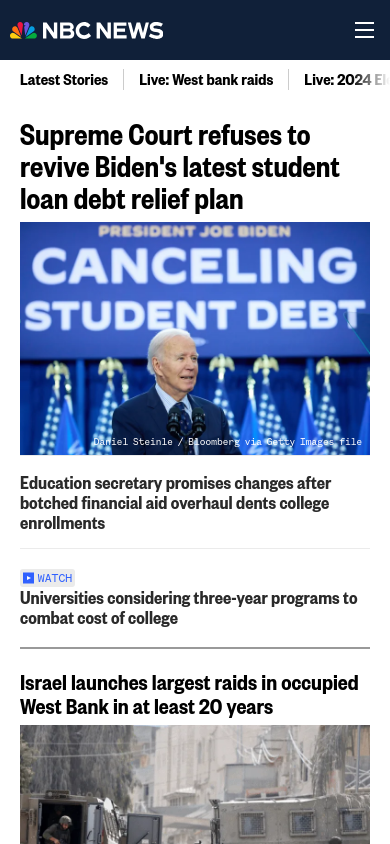 NBC NEWS
Latest Stories
Live: West bank raids
Live: 2024 El
Supreme Court refuses to
revive Biden's latest student
loan debt relief plan
PRESIDENT JOE BIDEN
CANCELING
STUDENT DEBT
Daniel Steinle / Bloomberg via Getty Images file
Education secretary promises changes after
botched financial aid overhaul dents college
enrollments
WATCH
Universities considering three-year programs to
combat cost of college
Israel launches largest raids in occupied
West Bank in at least 20 years